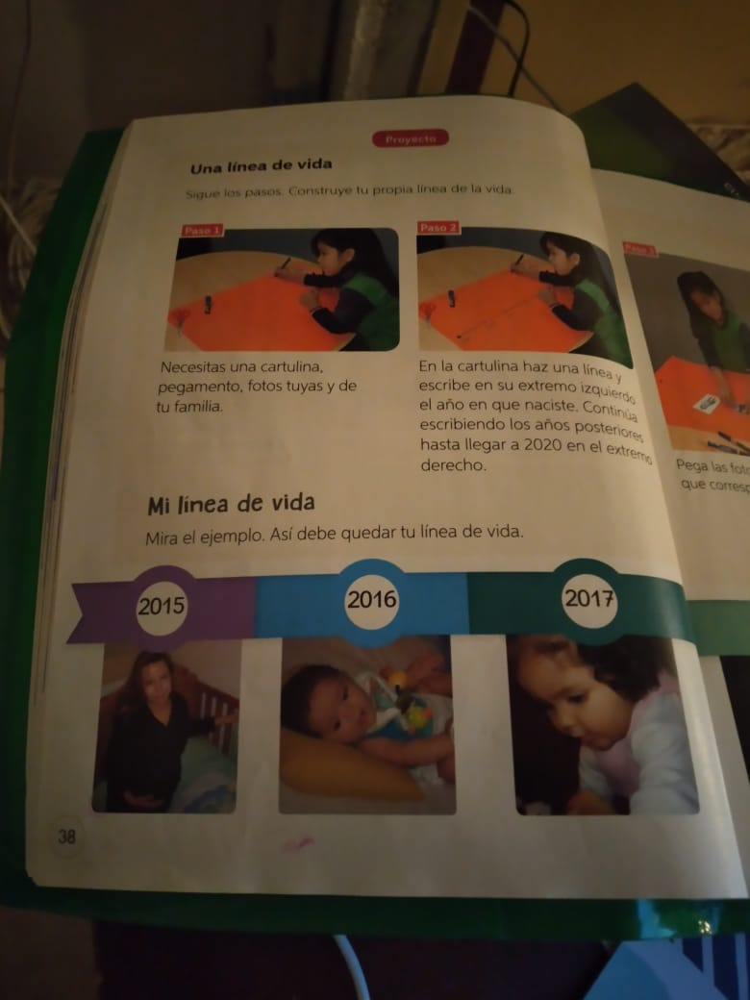 Proyecto
Una línea de vida
Sigue los pasos. Construye tu propia línea de la vida.
Paso 1
Necesitas una cartulina,
pegamento, fotos tuyas y de
tu familia.
Paso 2
En la cartulina haz una línea y
escribe en su extremo izquierdo
el año en que naciste. Continúa
escribiendo los años posteriores
hasta llegar a 2020 en el extremo
derecho.
Paso 3
Pega las
que
Mi línea de vida
Mira el ejemplo. Así debe quedar tu línea de vida.
2015
2016
2017
38